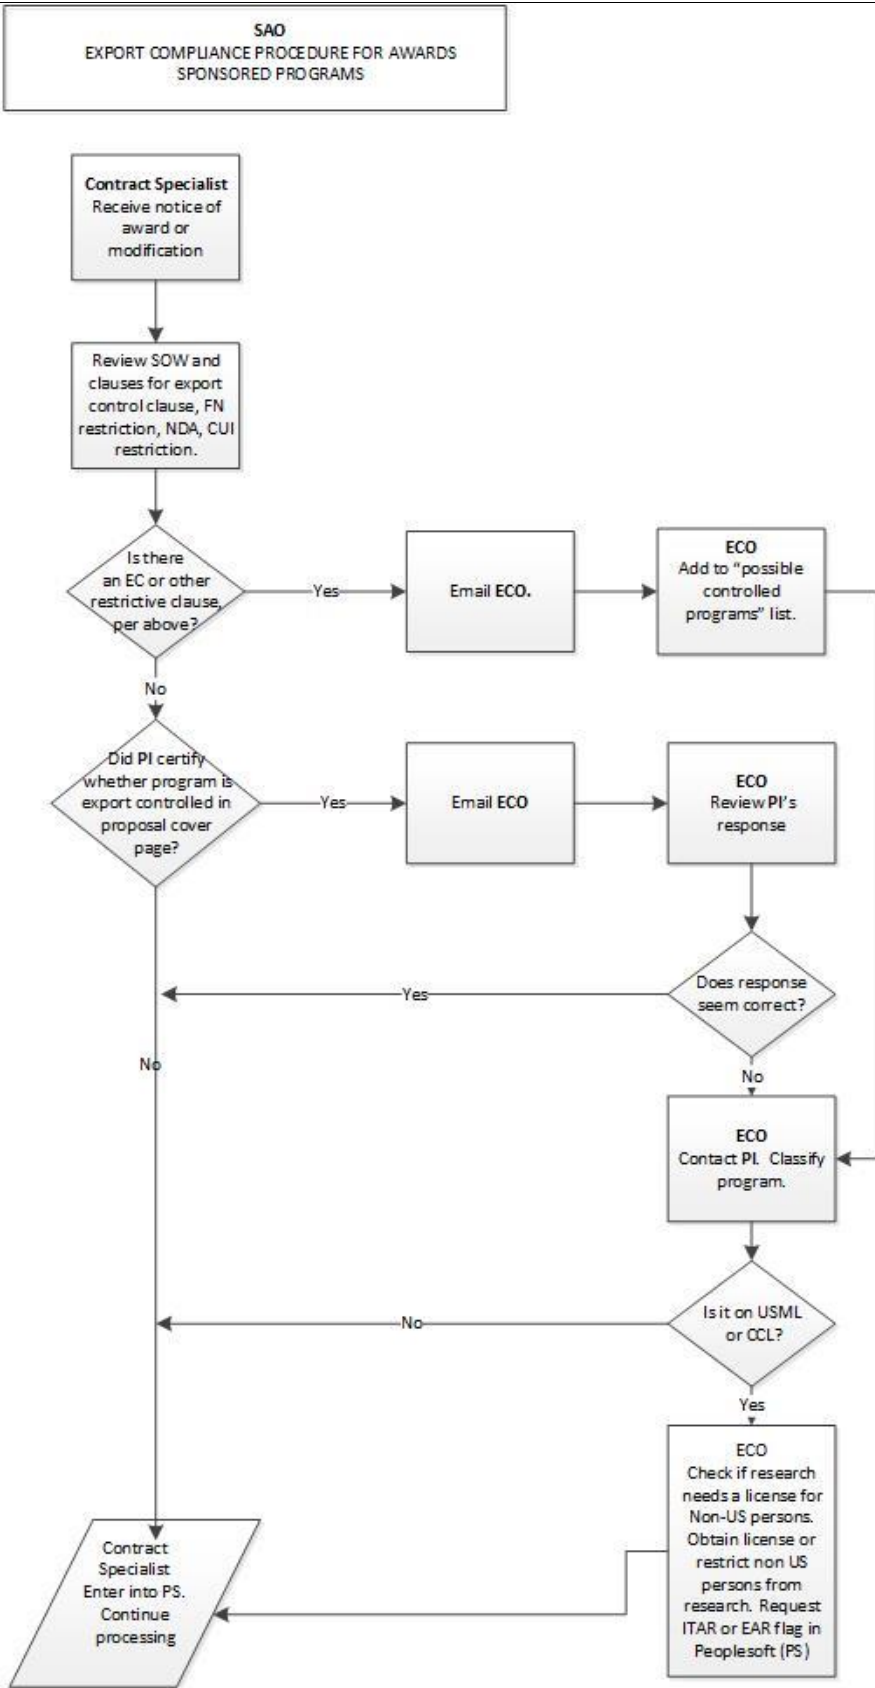 SAO
EXPORT COMPLIANCE PROCEDURE FOR AWARDS
SPONSORED PROGRAMS
Contract Specialist
Receive notice of
award or
modification
Review SOW and
clauses for export
control clause, FN
restriction, NDA, CUI
restriction.
Is there
an EC or other
restrictive clause,
per above?
Yes
Email ECO.
ECO
Add to “possible
controlled
programs” list.
No
Did PI certify
whether program is
export controlled in
proposal cover
page?
Yes
Email ECO
ECO
Review PI’s
response
Does response
seem correct?
Yes
No
No
ECO
Contact PI. Classify
program.
Is it on USML
or CCL?
No
Yes
ECO
Check if research
needs a license for
Non-US persons.
Obtain license or
restrict non US
persons from
research. Request
ITAR or EAR flag in
Peoplesoft (PS)
Contract
Specialist
Enter into PS.
Continue
processing